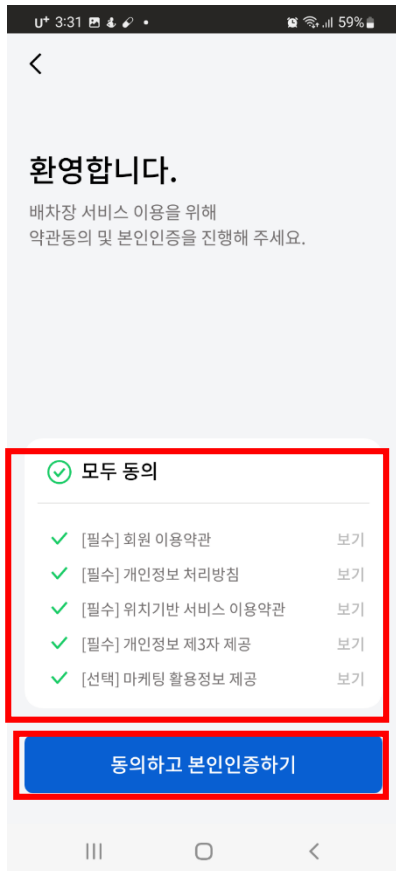 U+ 3:31 59%
환영합니다.
배차장 서비스 이용을 위해
약관동의 및 본인인증을 진행해 주세요.
모두 동의
[필수] 회원 이용약관 보기
[필수] 개인정보 처리방침 보기
[필수] 위치기반 서비스 이용약관 보기
[필수] 개인정보 제3자 제공 보기
[선택] 마케팅 활용정보 제공 보기
동의하고 본인인증하기